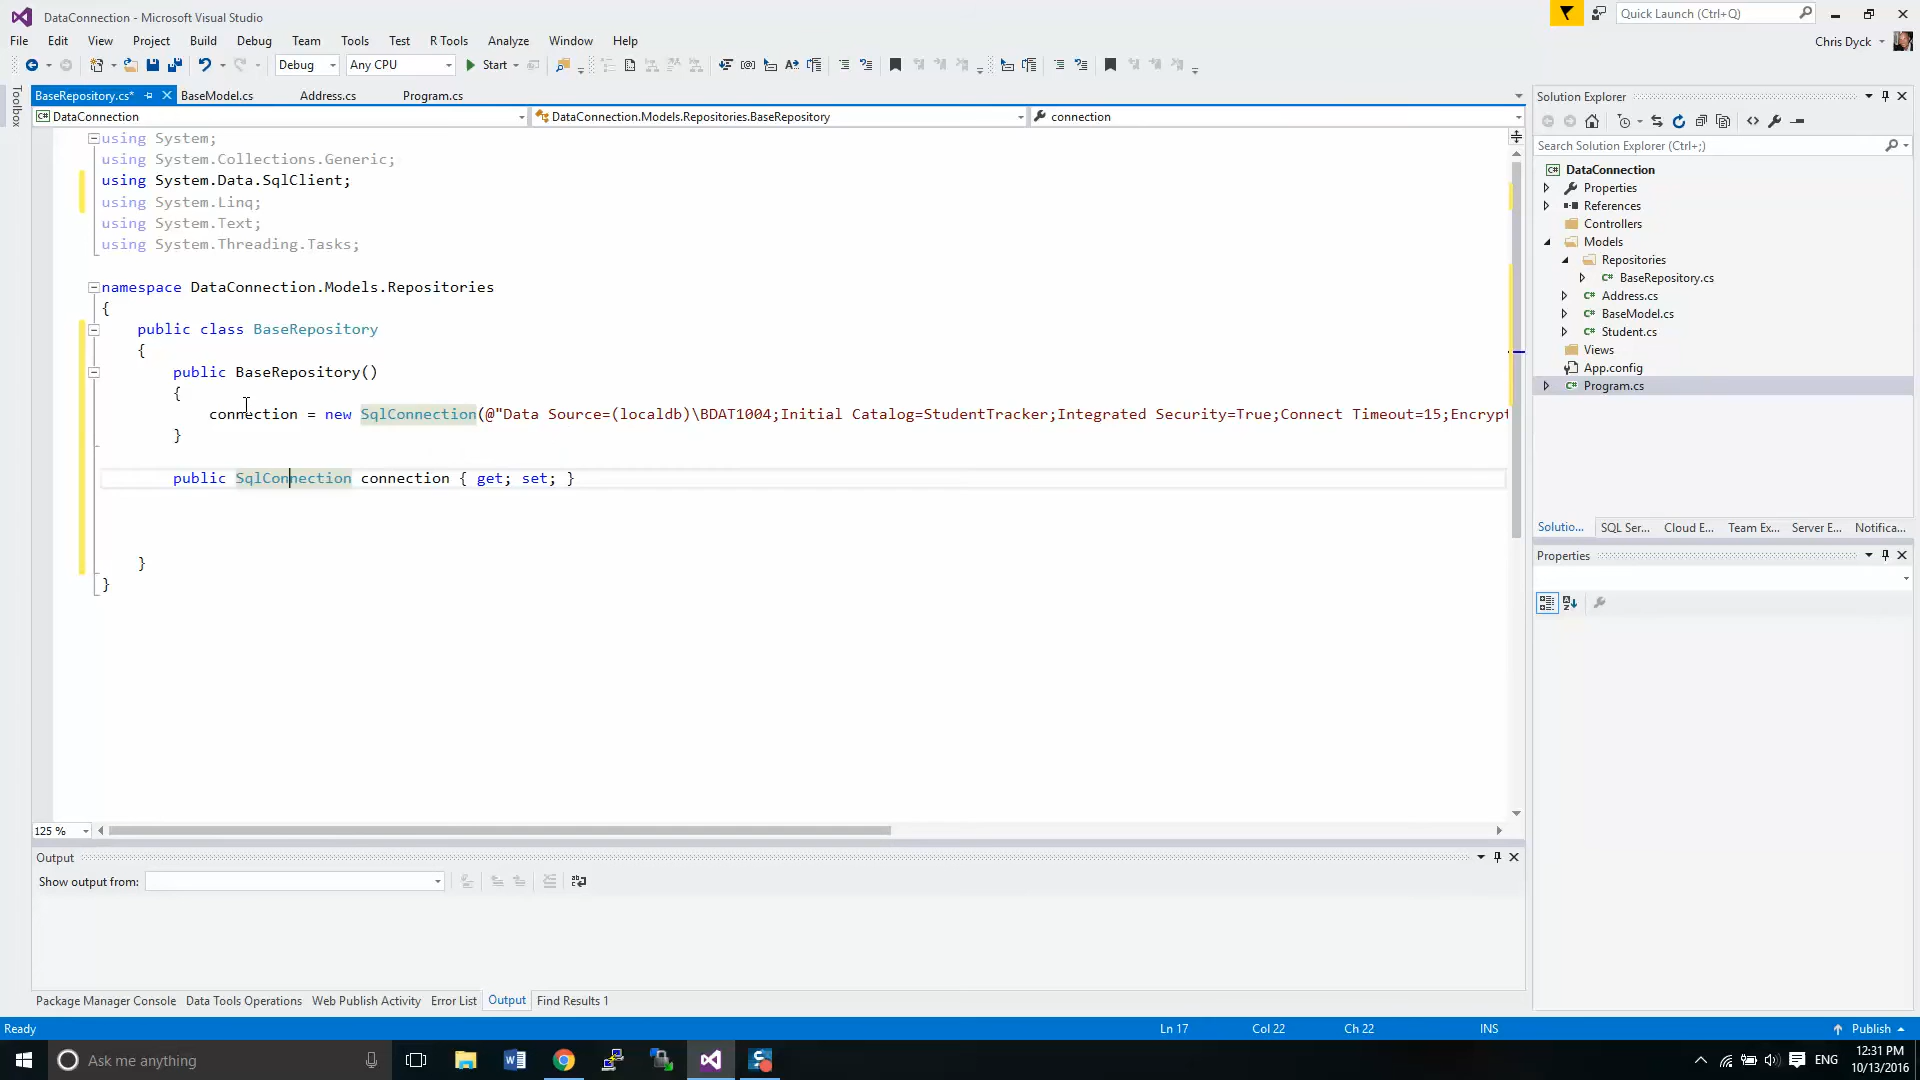 DataConnection - Microsoft Visual Studio
Quick Launch (Ctrl+Q)
File Edit View Project Build Debug Team Tools Test R Tools Analyze Window Help
Chris Dyck
Debug Any CPU Start
Toolbox
BaseRepository.cs* BaseModel.cs Address.cs Program.cs
DataConnection DataConnection.Models.Repositories.BaseRepository connection
using System;
using System.Collections.Generic;
using System.Data.SqlClient;
using System.Linq;
using System.Text;
using System.Threading.Tasks;
namespace DataConnection.Models.Repositories
{
public class BaseRepository
{
public BaseRepository()
{
connection = new SqlConnection(@"Data Source=(localdb)\BDAT1004;Initial Catalog=StudentTracker;Integrated Security=True;Connect Timeout=15;Encrypt
}
public SqlConnection connection { get; set; }
}
}
125 %
Output
Show output from:
Package Manager Console Data Tools Operations Web Publish Activity Error List Output Find Results 1
Solution Explorer
Search Solution Explorer (Ctrl+;)
DataConnection
Properties
References
Controllers
Models
Repositories
BaseRepository.cs
Address.cs
BaseModel.cs
Student.cs
Views
App.config
Program.cs
Solutio... SQL Ser... Cloud E... Team Ex... Server E... Notifica...
Properties
Ready Ln 17 Col 22 Ch 22 INS Publish
Ask me anything
ENG
12:31 PM
10/13/2016